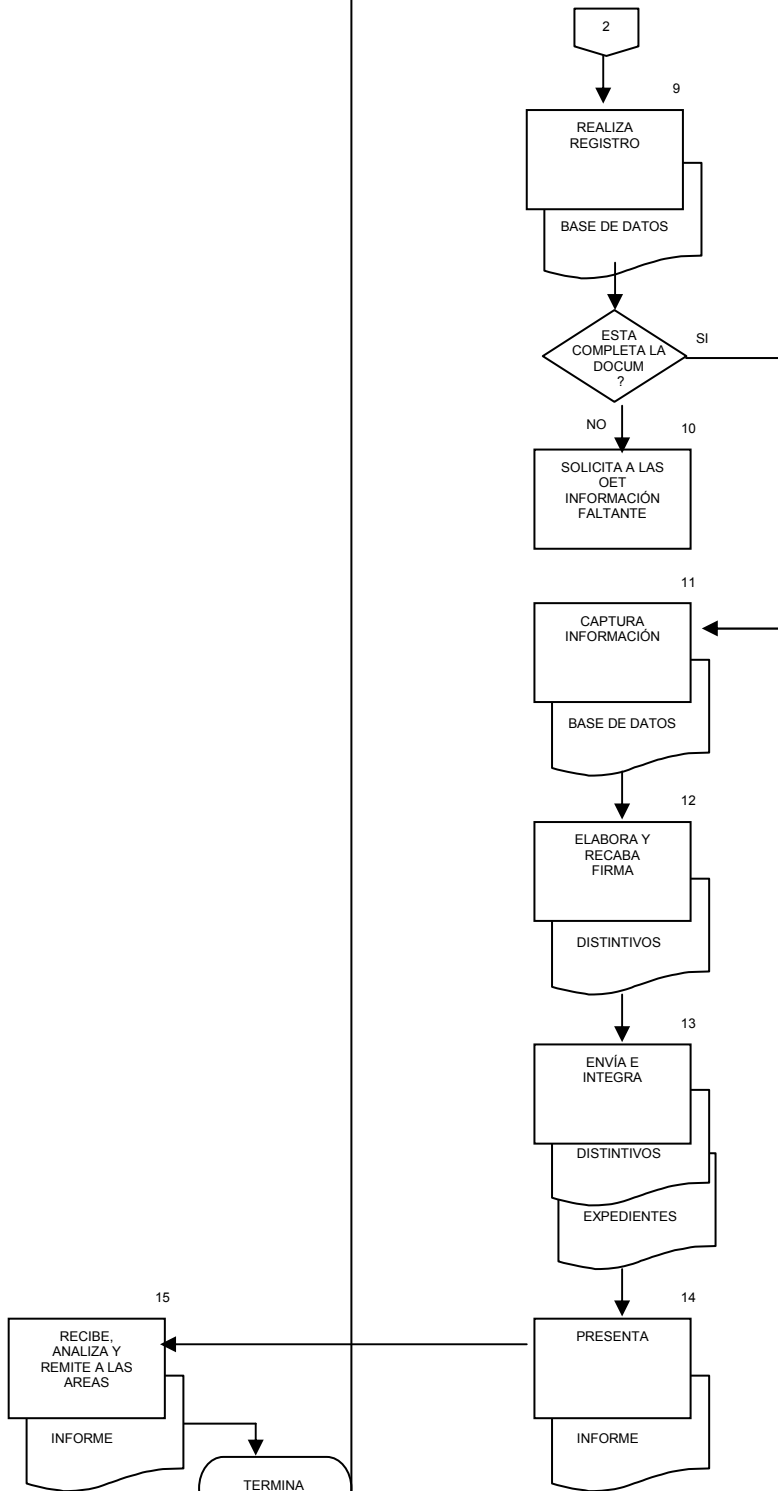 2
9
REALIZA
REGISTRO
BASE DE DATOS
ESTA
COMPLETA LA
DOCUM
?
SI
NO
10
SOLICITA A LAS
OET
INFORMACIÓN
FALTANTE
11
CAPTURA
INFORMACIÓN
BASE DE DATOS
12
ELABORA Y
RECABA
FIRMA
DISTINTIVOS
13
ENVÍA E
INTEGRA
DISTINTIVOS
EXPEDIENTES
14
PRESENTA
INFORME
15
RECIBE,
ANALIZA Y
REMITE A LAS
AREAS
INFORME
TERMINA